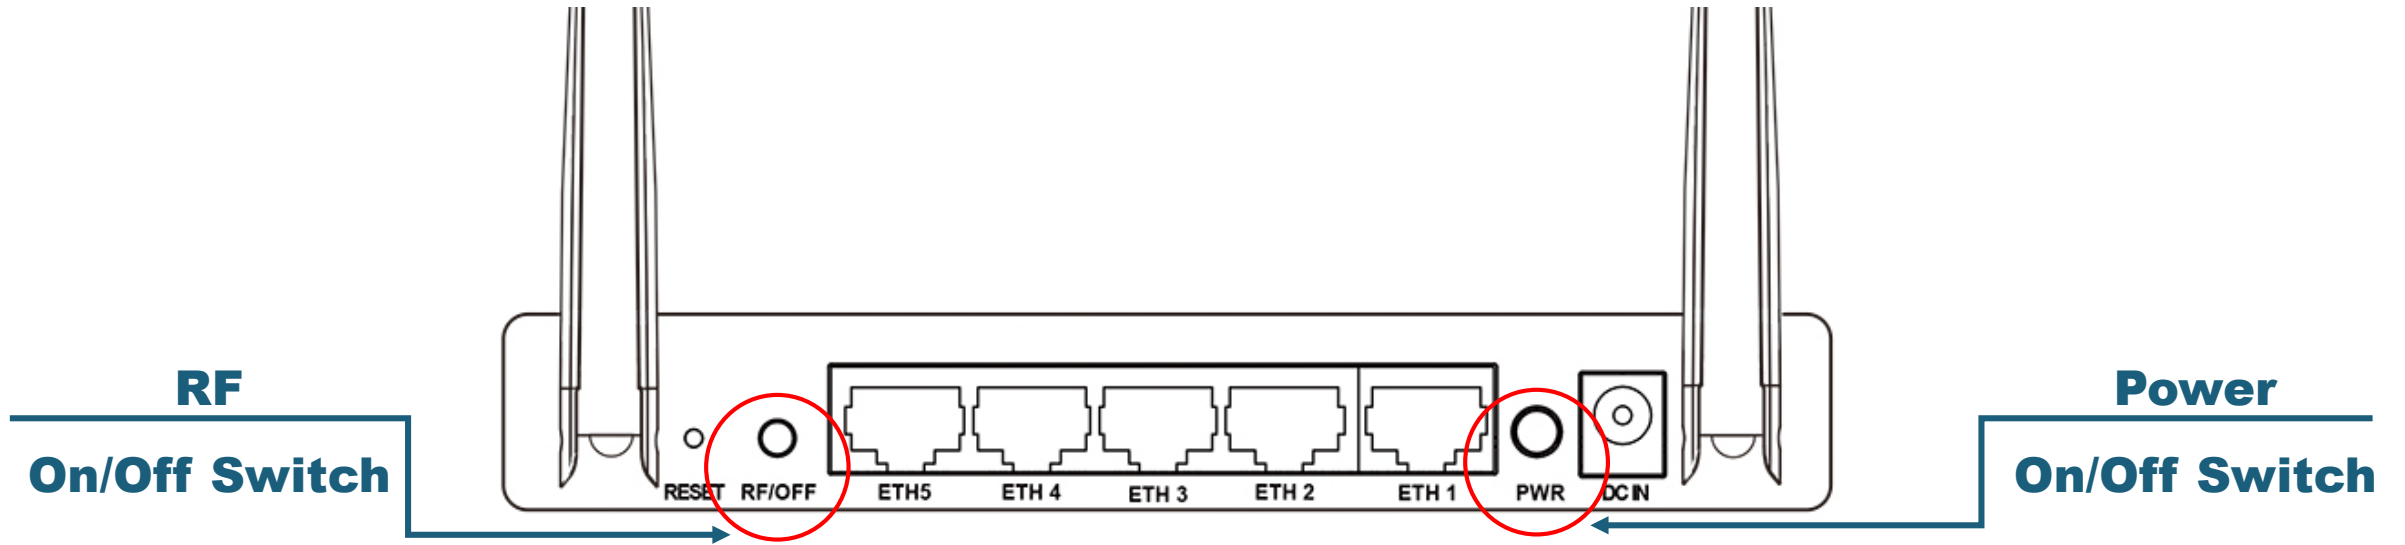 RF
On/Off Switch
RESET RF/OFF ETH5 ETH 4 ETH 3 ETH 2 ETH 1 PWR DC IN
Power
On/Off Switch